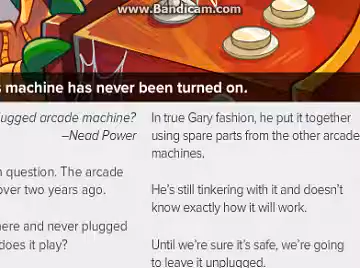 www.Bandicam.com
machine has never been turned on.
arcade machine?
–Nead Power
question. The arcade
over two years ago.
and never plugged
does it play?
In true Gary fashion, he put it together
using spare parts from the other arcade
machines.
He's still tinkering with it and doesn't
know exactly how it will work.
Until we're sure it's safe, we're going
to leave it unplugged.